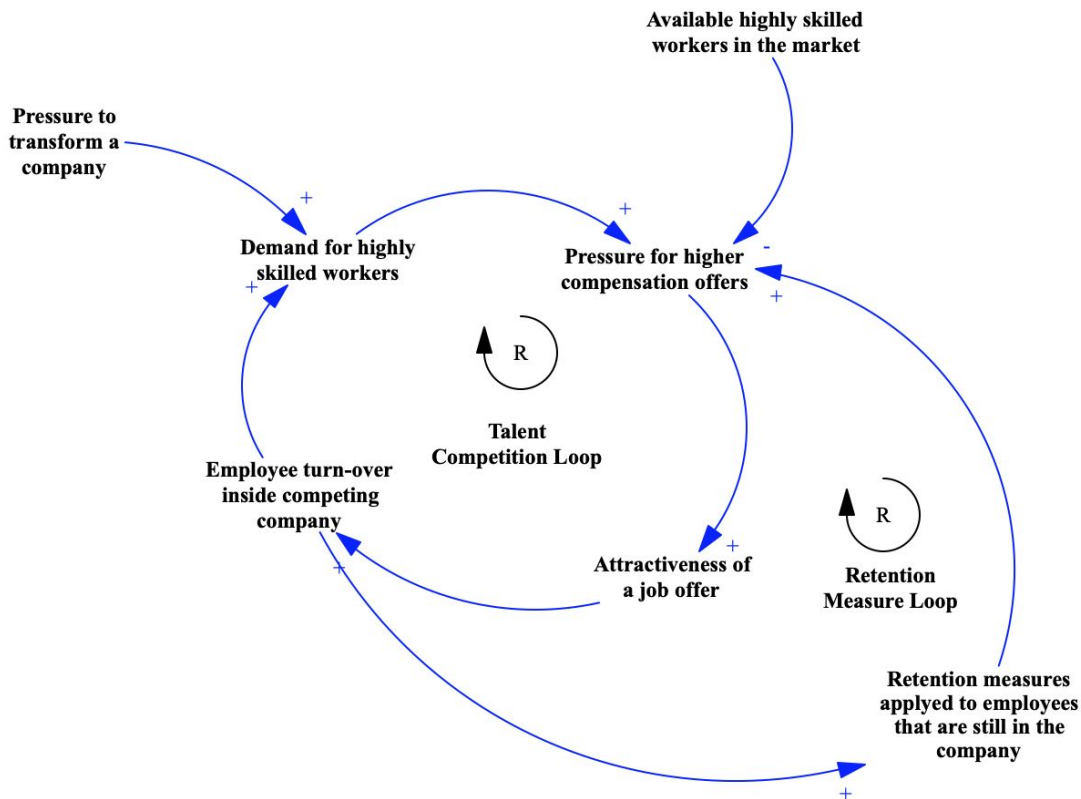 Available highly skilled
workers in the market
Pressure to
transform a
company
+
+
Demand for highly
skilled workers
+
Pressure for higher
compensation offers
-
+
R
Talent
Competition Loop
Employee turn-over
inside competing
company
+
R
Retention
Measure Loop
+
Attractiveness of
a job offer
Retention measures
applyed to employees
that are still in the
company
+